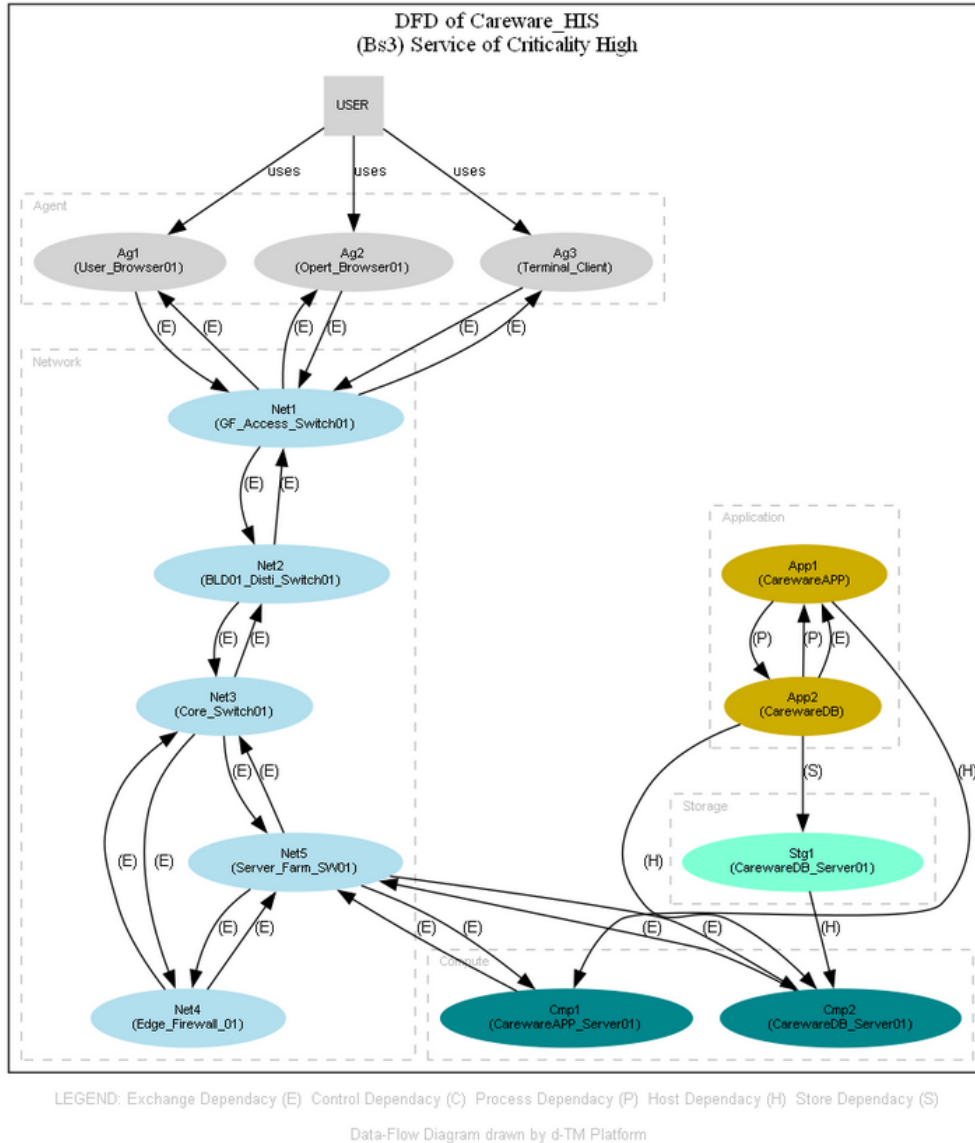 DFD of Careware_HIS
(Bs3) Service of Criticality High
USER
uses
uses
uses
Agent
Ag1
(User_Browser01)
Ag2
(Opert_Browser01)
Ag3
(Terminal_Client)
(E)
(E)
(E)
(E)
(E)
(E)
Network
Net1
(GF_Access_Switch01)
(E)
(E)
Application
Net2
(BLD01_Disti_Switch01)
App1
(CarewareAPP)
(E)
(E)
(P)
(P)
(E)
Net3
(Core_Switch01)
App2
(CarewareDB)
(E)
(E)
(S)
(H)
Storage
Net5
(Server_Farm_SW01)
Stg1
(CarewareDB_Server01)
(E)
(E)
(H)
(E)
(E)
(E)
(E)
(E)
(E)
(H)
Compute
Net4
(Edge_Firewall_01)
Cmp1
(CarewareAPP_Server01)
Cmp2
(CarewareDB_Server01)
LEGEND: Exchange Dependacy (E) Control Dependacy (C) Process Dependacy (P) Host Dependacy (H) Store Dependacy (S)
Data-Flow Diagram drawn by d-TM Platform